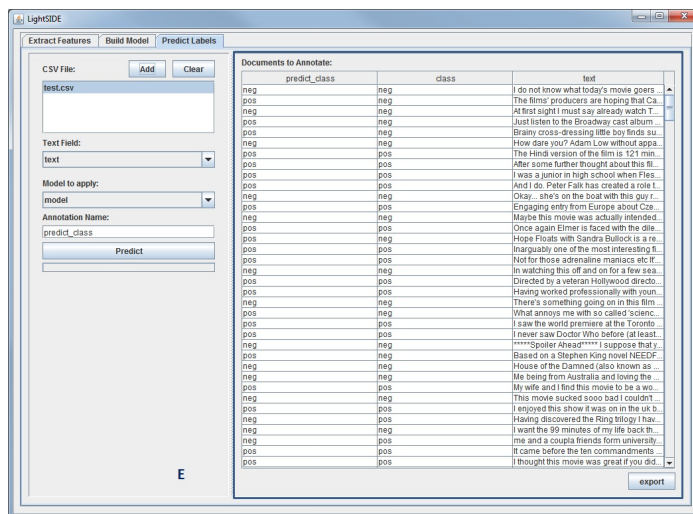 LightSIDE
Extract Features Build Model Predict Labels
CSV File: Add Clear
test.csv
Text Field:
text
Model to apply:
model
Annotation Name:
predict_class
Predict
E
Documents to Annotate:
predict_class class text
neg neg I do not know what today's movie goers ...
pos neg The films' producers are hoping that Ca...
neg neg At first sight I must say already watch T...
pos neg Just listen to the Broadway cast album ...
pos pos Brainy cross-dressing little boy finds su...
neg neg How dare you? Adam Low without appa...
pos pos The Hindi version of the film is 121 min...
pos pos After some further thought about this fil...
pos pos I was a junior in high school when Fles...
pos pos And I do. Peter Falk has created a role t...
neg neg Okay... she's on the boat with this guy r...
pos pos Engaging entry from Europe about Cze...
neg neg Maybe this movie was actually intended...
pos pos Once again Elmer is faced with the dile...
pos neg Hope Floats with Sandra Bullock is a re...
pos pos Inarguably one of the most interesting fi...
pos pos Not for those adrenaline maniacs etc It'...
neg neg In watching this off and on for a few sea...
pos pos Directed by a veteran Hollywood directo...
pos pos Having worked professionally with youn...
neg neg There's something going on in this film ...
pos neg What annoys me with so called 'scienc...
pos pos I saw the world premiere at the Toronto ...
pos pos I never saw Doctor Who before (at least...
neg neg *****Spoiler Ahead***** I suppose that y...
pos pos Based on a Stephen King novel NEEDF...
neg neg House of the Damned (also known as ...
pos pos Me being from Australia and loving the ...
pos pos My wife and I find this movie to be a wo...
neg neg This movie sucked sooo bad I couldn't ...
pos pos I enjoyed this show it was on in the uk b...
pos neg Having discovered the Ring trilogy I hav...
neg neg I want the 99 minutes of my life back th...
neg neg me and a coupla friends form university...
pos pos It came before the ten commandments ...
pos pos I thought this movie was great if you did...
export